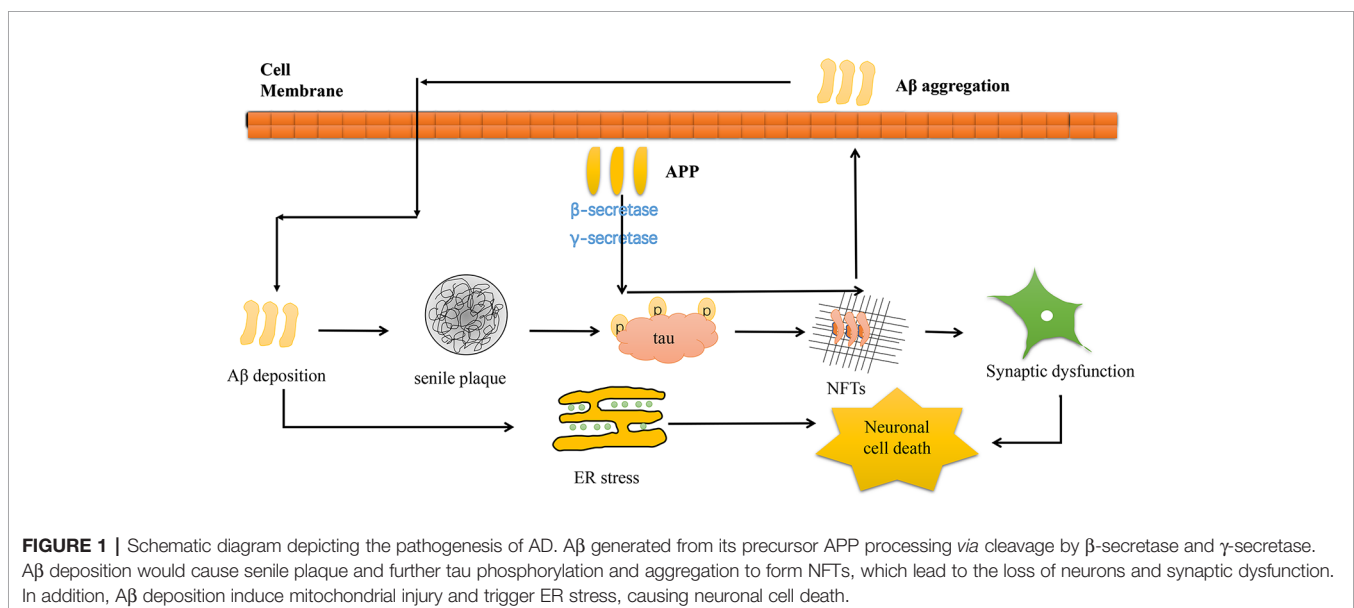 Cell
Membrane
Aβ aggregation
APP
β-secretase
γ-secretase
p
p
p
tau
Aβ deposition
senile plaque
NFTs
Synaptic dysfunction
ER stress
Neuronal
cell death
FIGURE 1 | Schematic diagram depicting the pathogenesis of AD. Aβ generated from its precursor APP processing via cleavage by β-secretase and γ-secretase.
Aβ deposition would cause senile plaque and further tau phosphorylation and aggregation to form NFTs, which lead to the loss of neurons and synaptic dysfunction.
In addition, Aβ deposition induce mitochondrial injury and trigger ER stress, causing neuronal cell death.